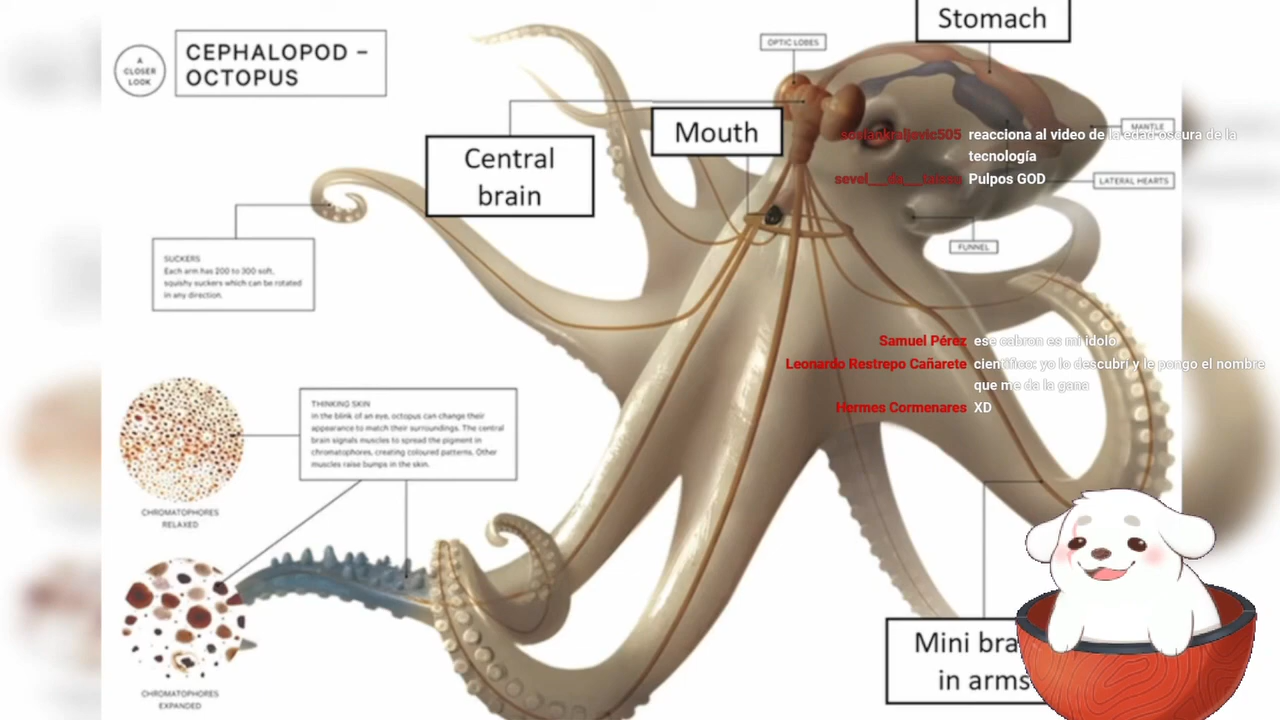 A
CLOSER
LOOK
CEPHALOPOD –
OCTOPUS
Stomach
OPTIC LOBES
Mouth
Central
brain
MANTLE
reacciona al video de la edad oscura de la
tecnología
Pulpos GOD
LATERAL HEARTS
FUNNEL
SUCKERS
Each arm has 200 to 300 soft,
squishy suckers which can be rotated
in any direction.
Samuel Pérez ese cabron es mi idolo
Leonardo Restrepo Cañarete científico: yo lo descubri y le pongo el nombre
que me da la gana
Hermes Cormenares XD
THINKING SKIN
In the blink of an eye, octopus can change their
appearance to match their surroundings. The central
brain signals muscles to spread the pigment in
chromatophores, creating coloured patterns. Other
muscles raise bumps in the skin.
CHROMATOPHORES
RELAXED
CHROMATOPHORES
EXPANDED
Mini
in arms